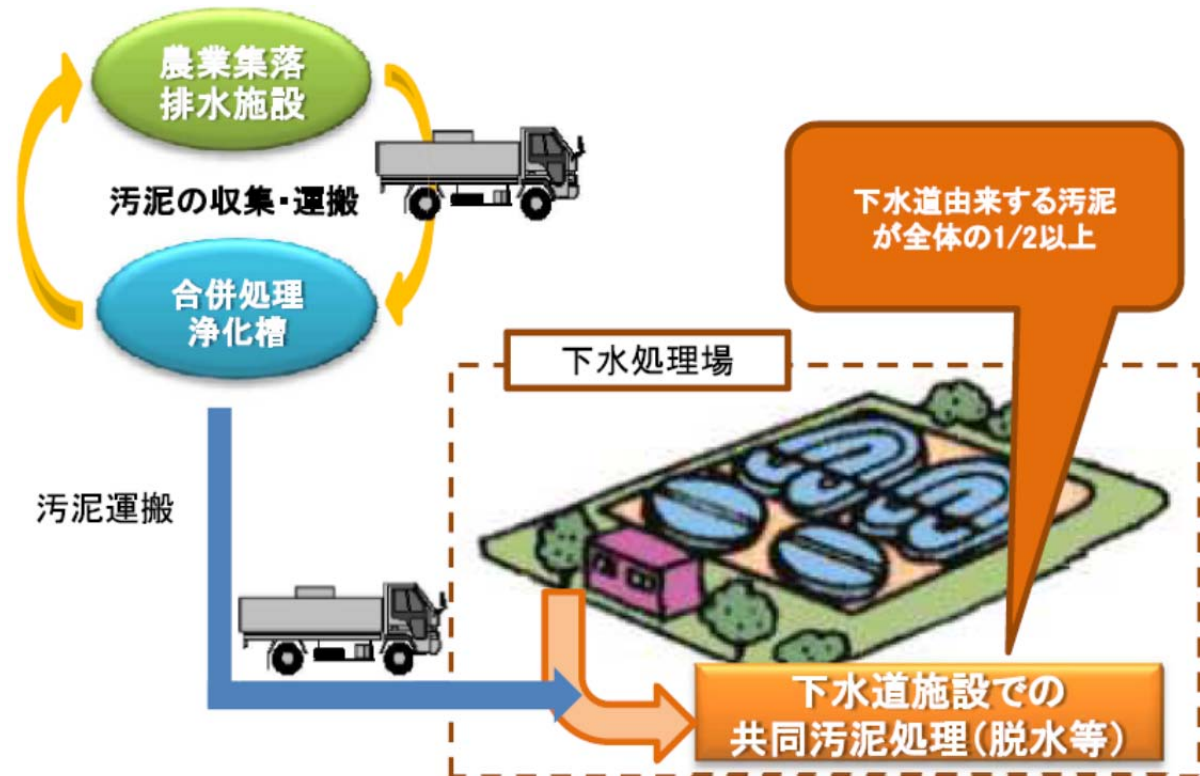 農業集落
排水施設
汚泥の収集・運搬
合併処理
浄化槽
下水道由来する汚泥
が全体の1/2以上
下水処理場
汚泥運搬
下水道施設での
共同汚泥処理(脱水等)